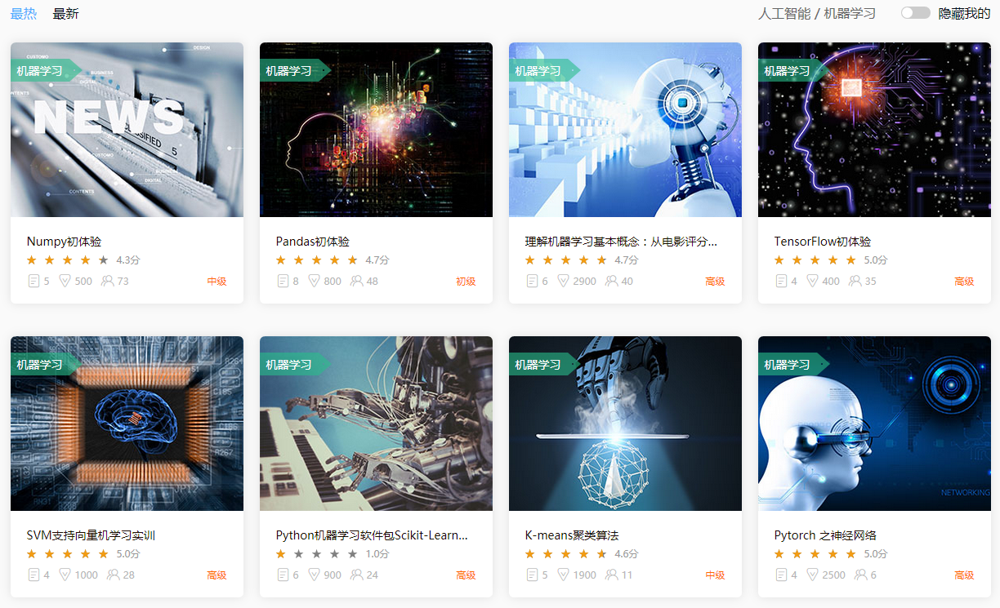 最热 最新 人工智能 / 机器学习 隐藏我的
机器学习
CUSTOMO
DESIGN
BUSINESS
DIGITAL
NEWS
CLASSIFIED 5
CUSTOMO
BUSINESS
DIGITAL
CONTENTS
Numpy初体验
4.3分
5 500 73 中级
机器学习
Pandas初体验
4.7分
8 800 48 初级
机器学习
理解机器学习基本概念：从电影评分...
4.7分
6 2900 40 高级
机器学习
TensorFlow初体验
5.0分
4 400 35 高级
机器学习
SVM支持向量机学习实训
5.0分
4 1000 28 高级
机器学习
Python机器学习软件包Scikit-Learn...
1.0分
6 900 24 高级
机器学习
K-means聚类算法
4.6分
5 1900 11 中级
机器学习
NETWORKING
Pytorch 之神经网络
5.0分
4 2500 6 高级